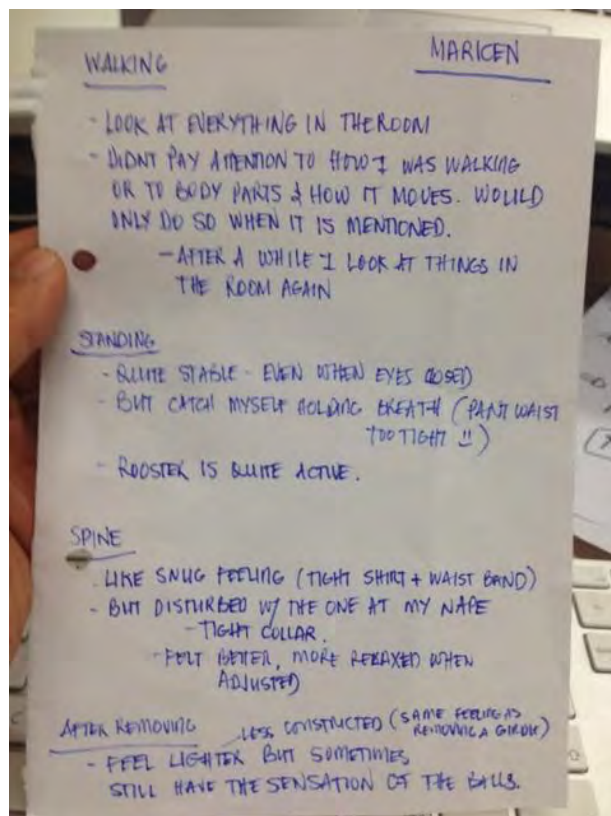 WALKING
MARICEN
- LOOK AT EVERYTHING IN THE ROOM
- DIDNT PAY ATTENTION TO HOW I WAS WALKING
OR TO BODY PARTS & HOW IT MOVES. WOULD
ONLY DO SO WHEN IT IS MENTIONED.
- AFTER A WHILE I LOOK AT THINGS IN
THE ROOM AGAIN
STANDING
- QUITE STABLE - EVEN WHEN EYES CLOSED
- BUT CATCH MYSELF HOLDING BREATH (PANT WAIST
TOO TIGHT !!)
- ROOSTER IS QUITE ACTIVE.
SPINE
- LIKE SNUG FEELING (TIGHT SHIRT + WAIST BAND)
- BUT DISTURBED W/ THE ONE AT MY NAPE
- TIGHT COLLAR.
- FELT BETTER, MORE RELAXED WHEN
ADJUSTED
AFTER REMOVING
LESS CONSTRICTED (SAME FEELING AS
REMOVING A GIRDLE)
- FEEL LIGHTER BUT SOMETIMES
STILL HAVE THE SENSATION OF THE BALLS.